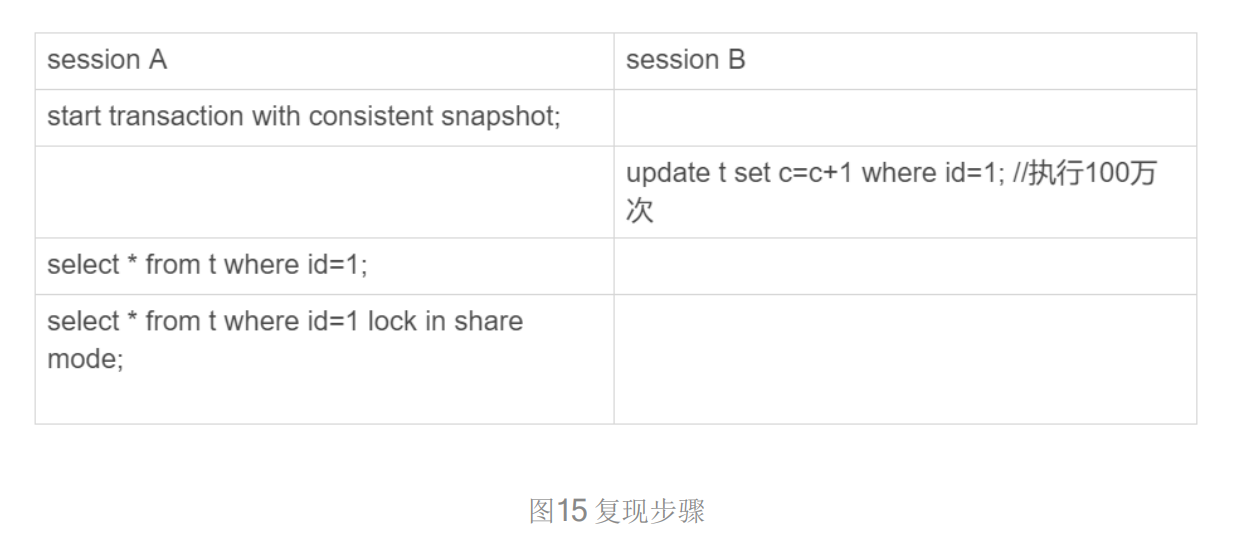 session A
session B
start transaction with consistent snapshot;
update t set c=c+1 where id=1; //执行100万
次
select * from t where id=1;
select * from t where id=1 lock in share
mode;
图15 复现步骤